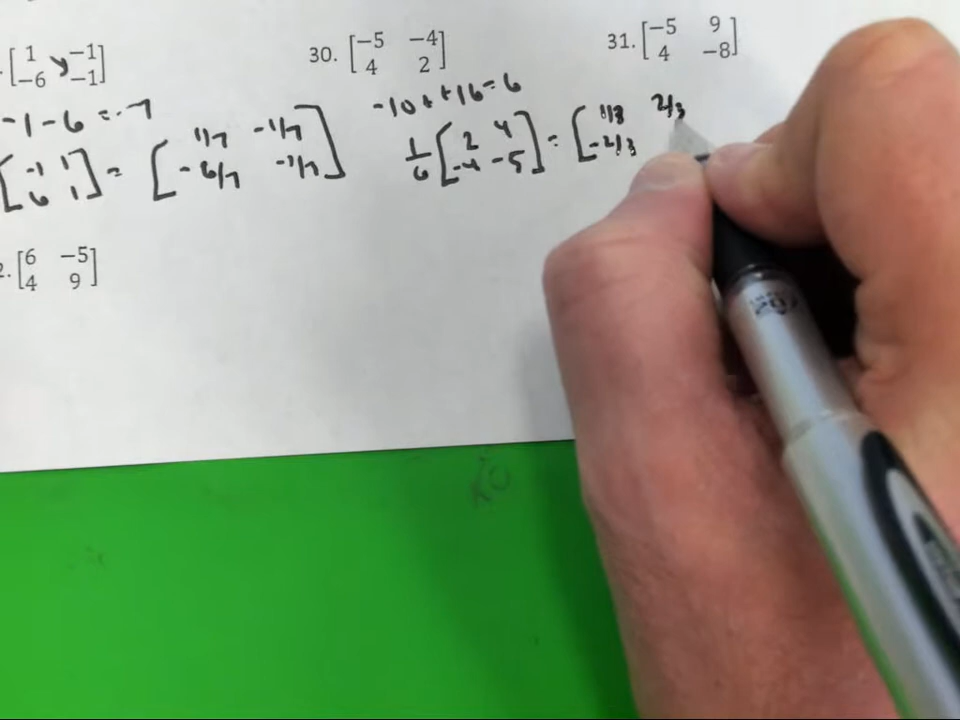 [1 -1]
[-6 -1]
-1-6=-7
[-1 1]
[6 1] = [1/7 -1/7]
[-6/7 -1/7]
30. [-5 -4]
[4 2]
-10++16=6
1/6 [2 4]
[-4 -5] = [1/3 2/3
[-2/3
31. [-5 9]
[4 -8]
2. [6 -5]
[4 9]